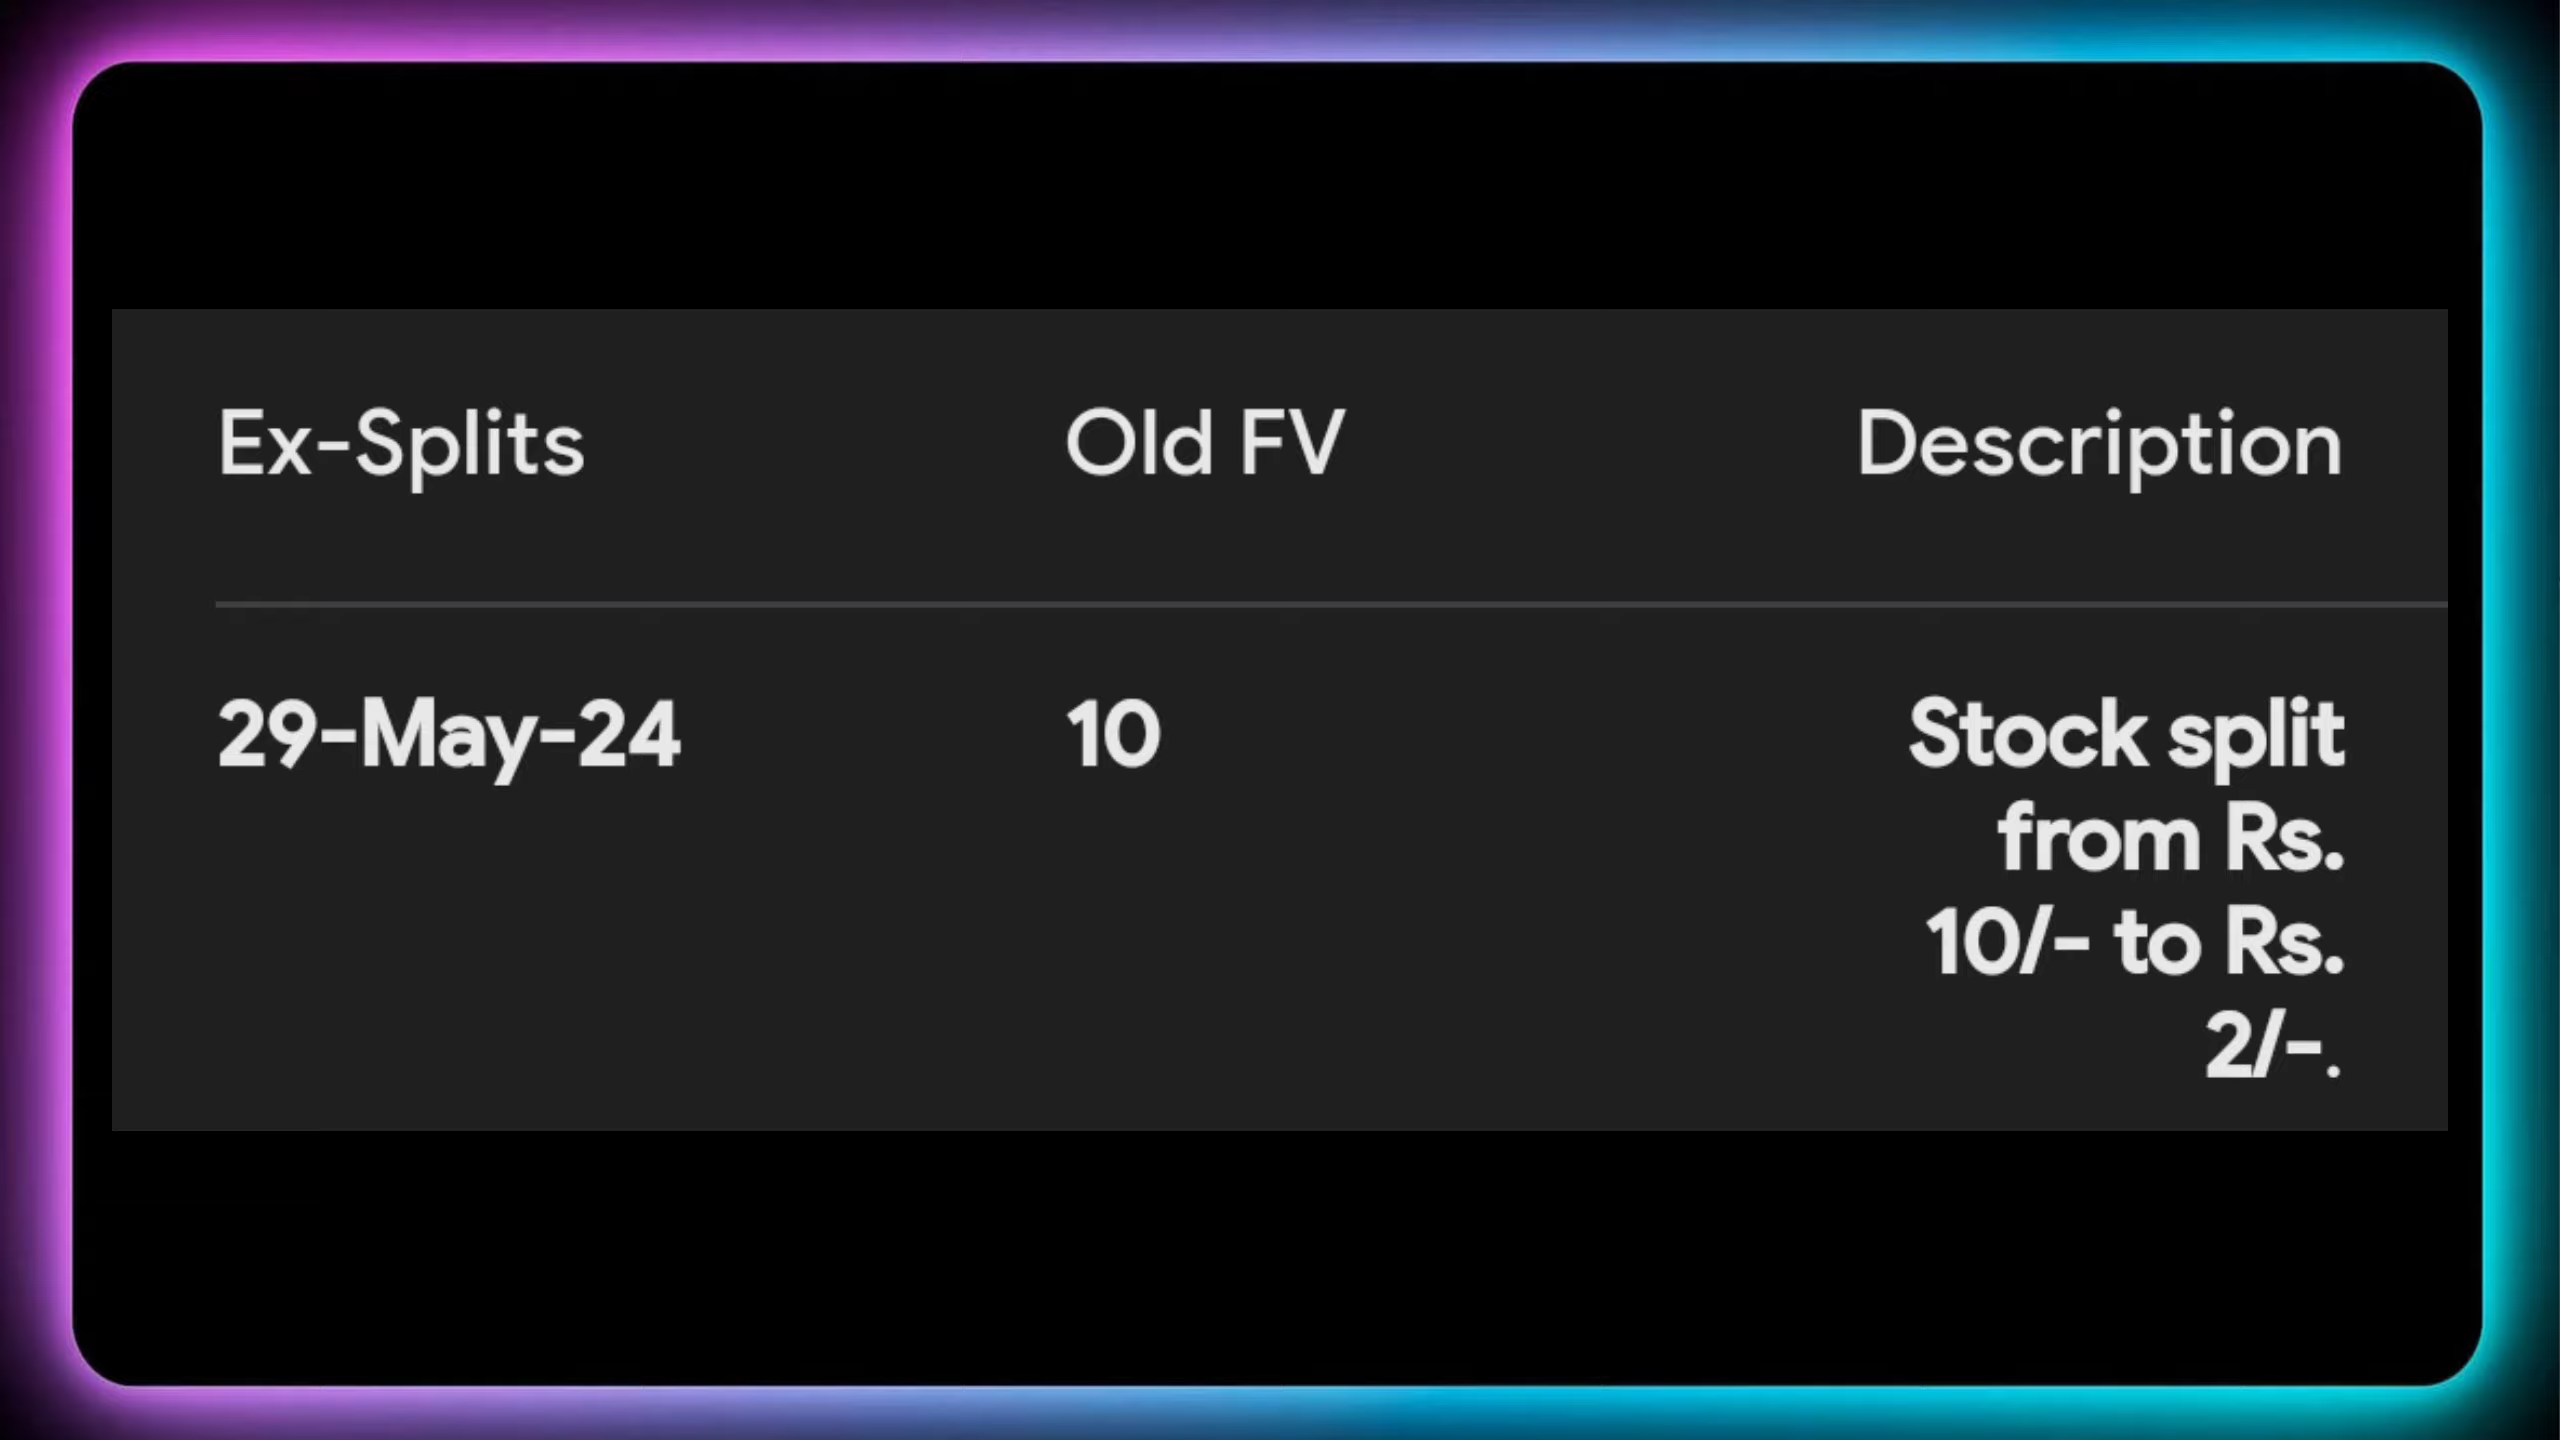 Ex-Splits Old FV Description
29-May-24 10 Stock split
from Rs.
10/- to Rs.
2/-.